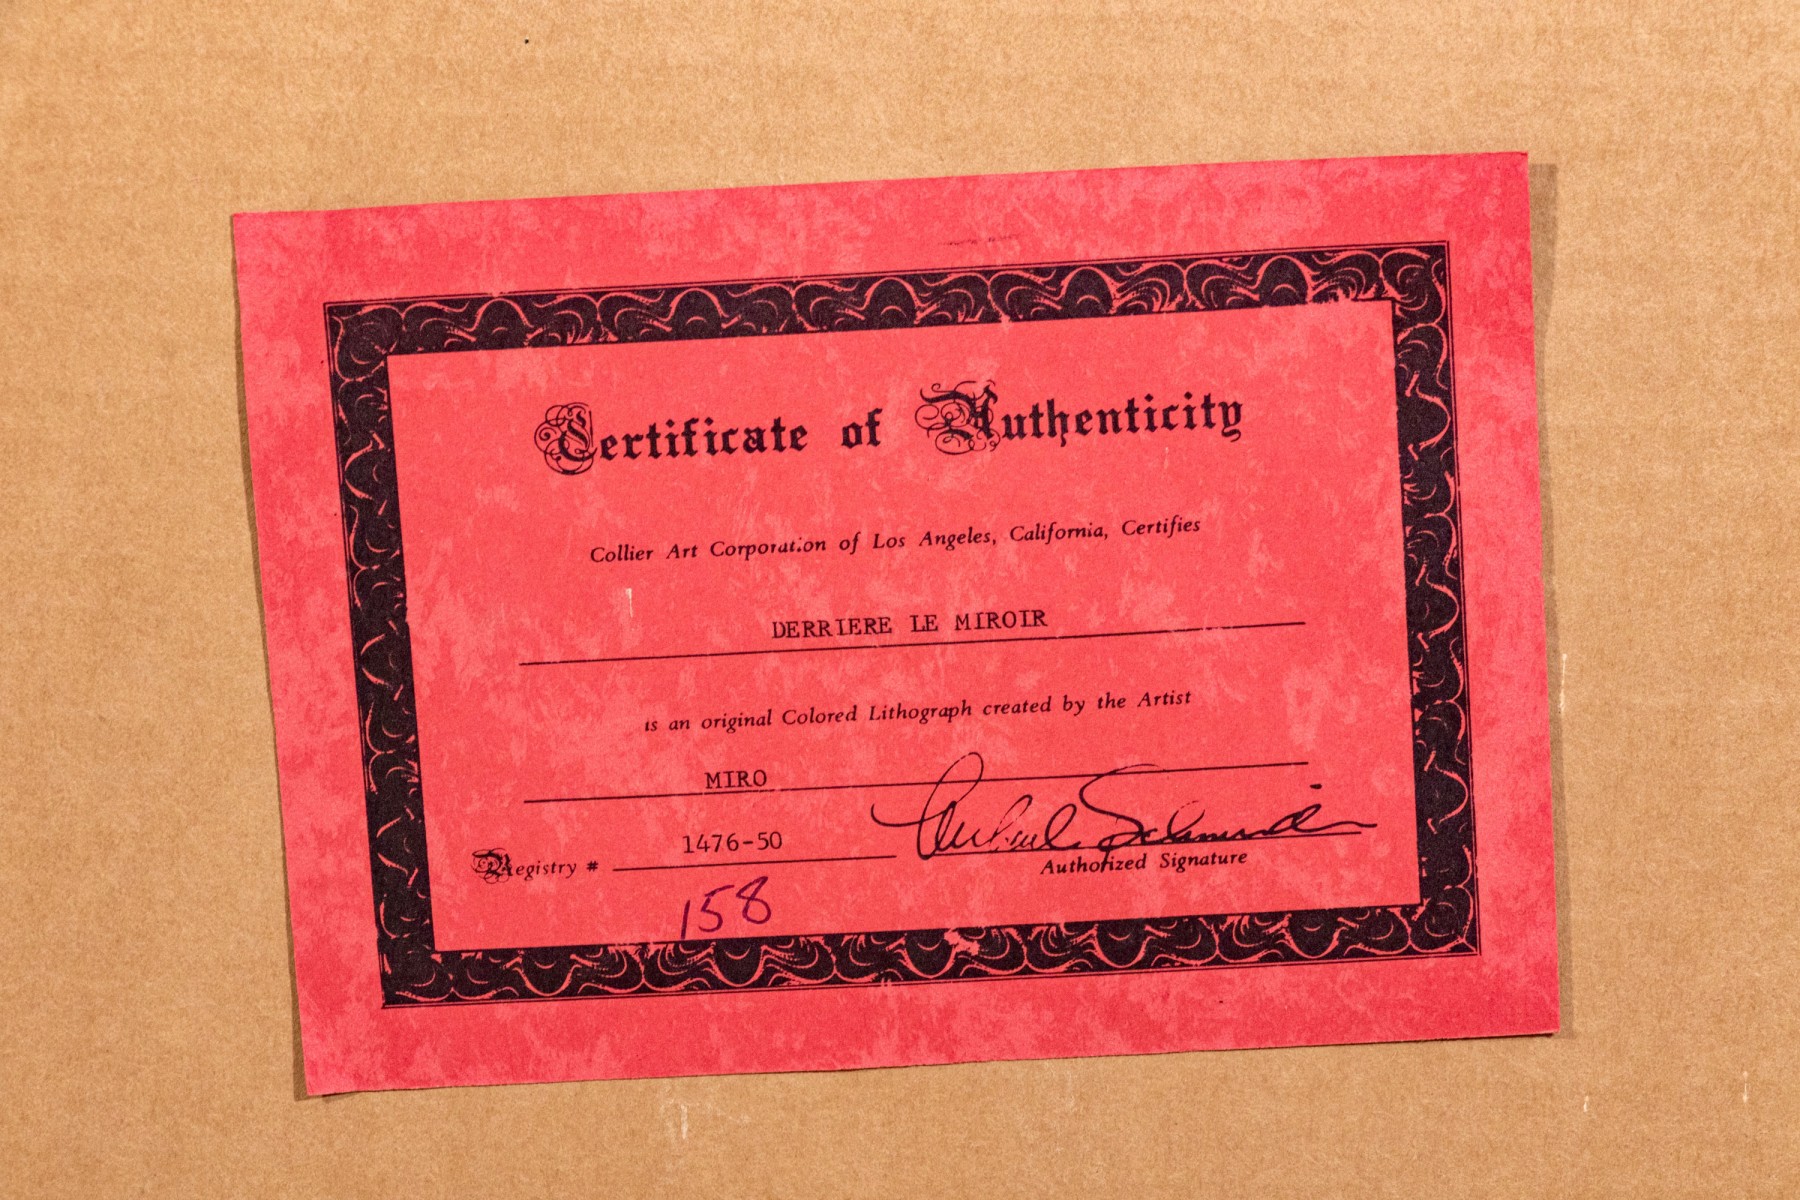 Certificate of Authenticity
Collier Art Corporation of Los Angeles, California, Certifies
DERRIERE LE MIROIR
is an original Colored Lithograph created by the Artist
MIRO
Registry # 1476-50
Authorized Signature
158